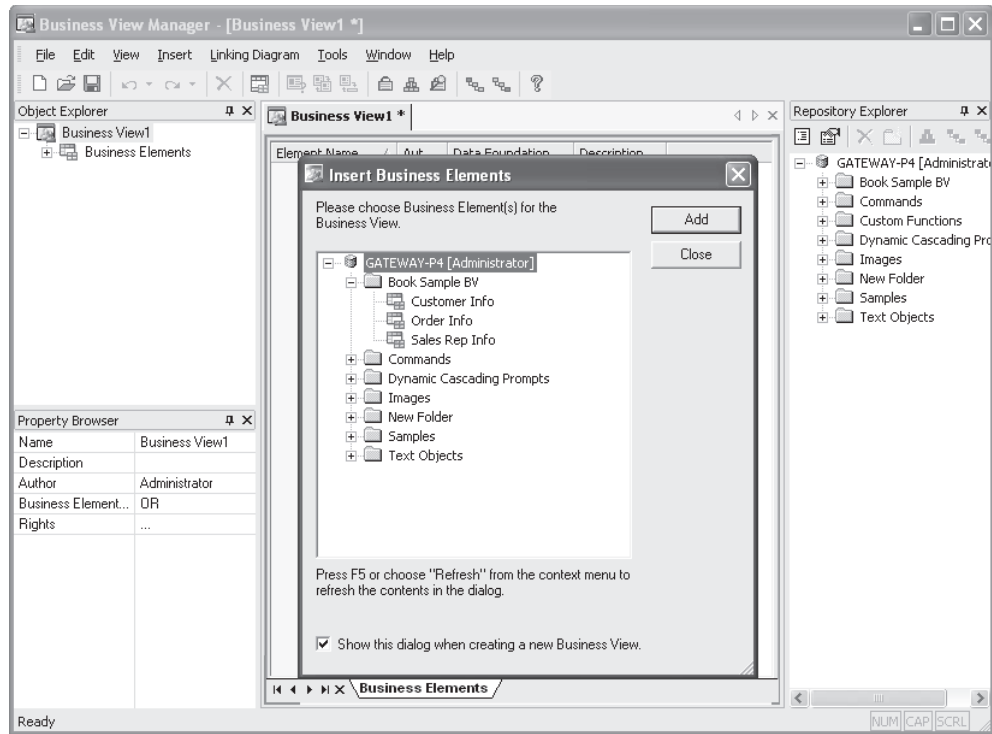 Business View Manager - [Business View1 *]
File Edit View Insert Linking Diagram Tools Window Help
Object Explorer
Business View1
Business Elements
Business View1 *
Element Name / Aut... Data Foundation Description
Insert Business Elements
Please choose Business Element(s) for the
Business View.
Add
Close
GATEWAY-P4 [Administrator]
Book Sample BV
Customer Info
Order Info
Sales Rep Info
Commands
Dynamic Cascading Prompts
Images
New Folder
Samples
Text Objects
Press F5 or choose "Refresh" from the context menu to
refresh the contents in the dialog.
Show this dialog when creating a new Business View.
Business Elements
Repository Explorer
GATEWAY-P4 [Administrat
Book Sample BV
Commands
Custom Functions
Dynamic Cascading Pro
Images
New Folder
Samples
Text Objects
Property Browser
Name Business View1
Description
Author Administrator
Business Element... OR
Rights ...
Ready
NUM CAP SCRL